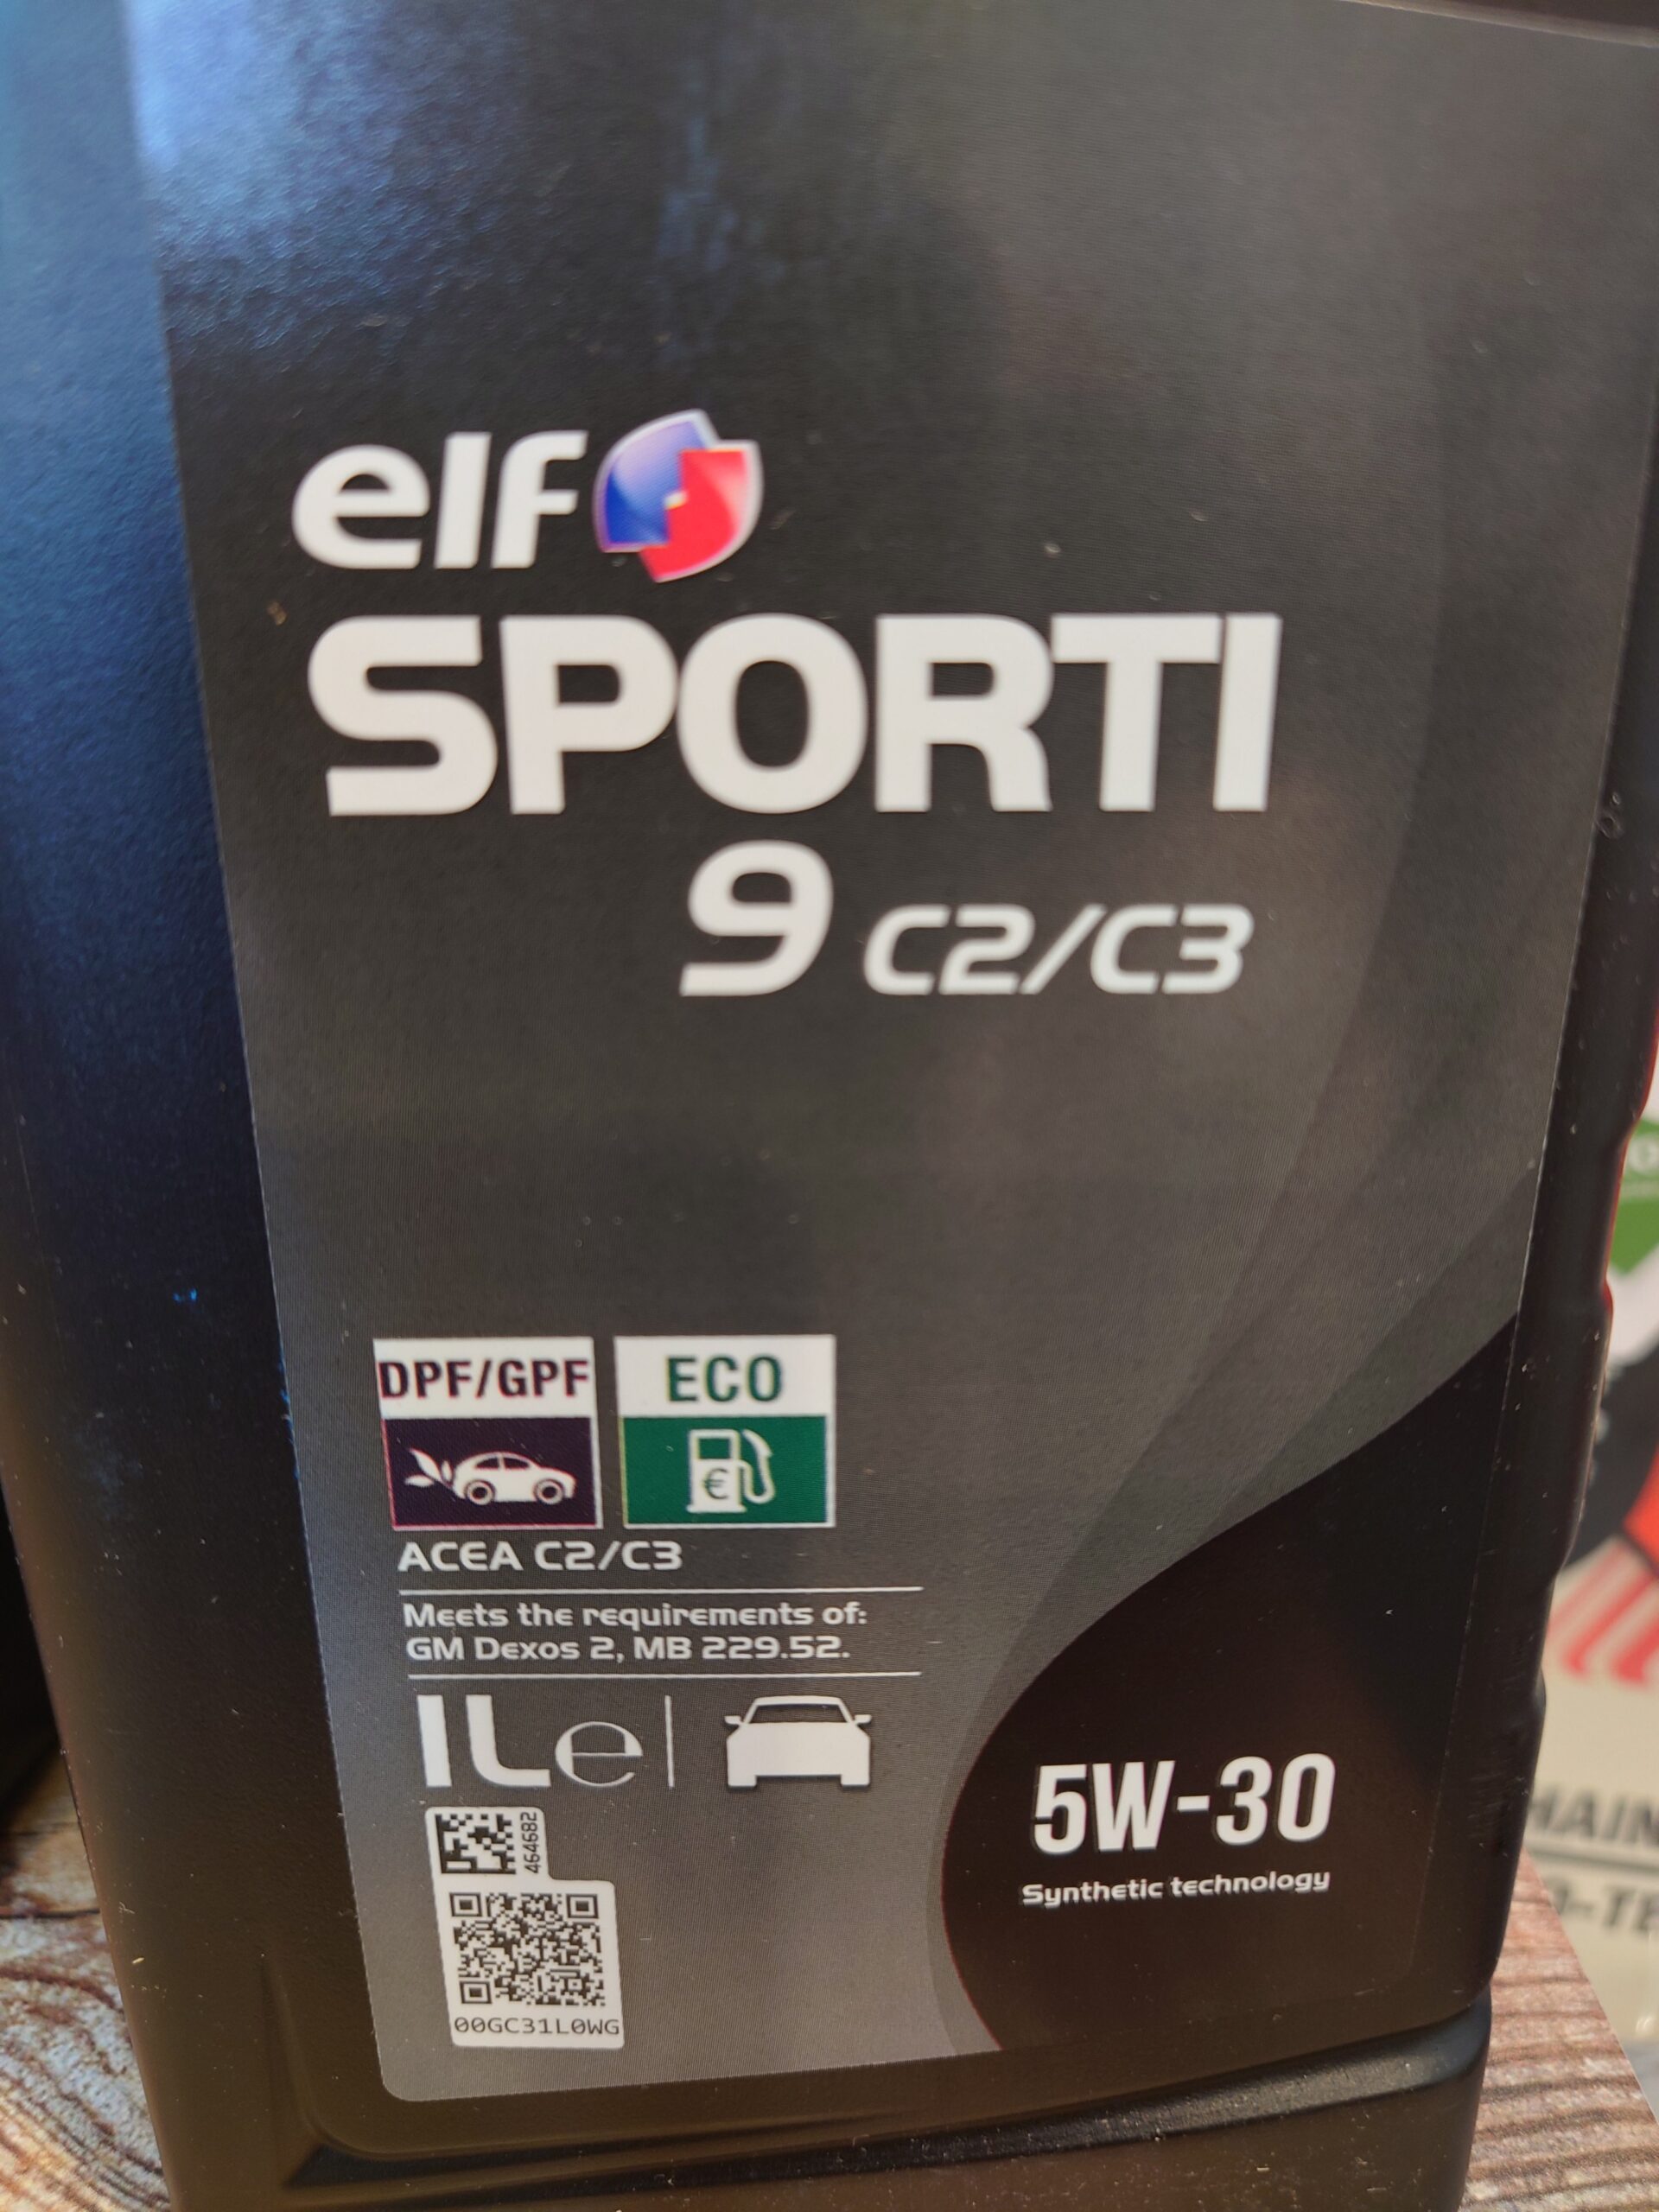 elf
SPORTI
9 C2/C3
DPF/GPF
ECO
€
ACEA C2/C3
Meets the requirements of:
GM Dexos 2, MB 229.52.
1L e
5W-30
Synthetic technology
464682
00GC31L0WG
HAIN